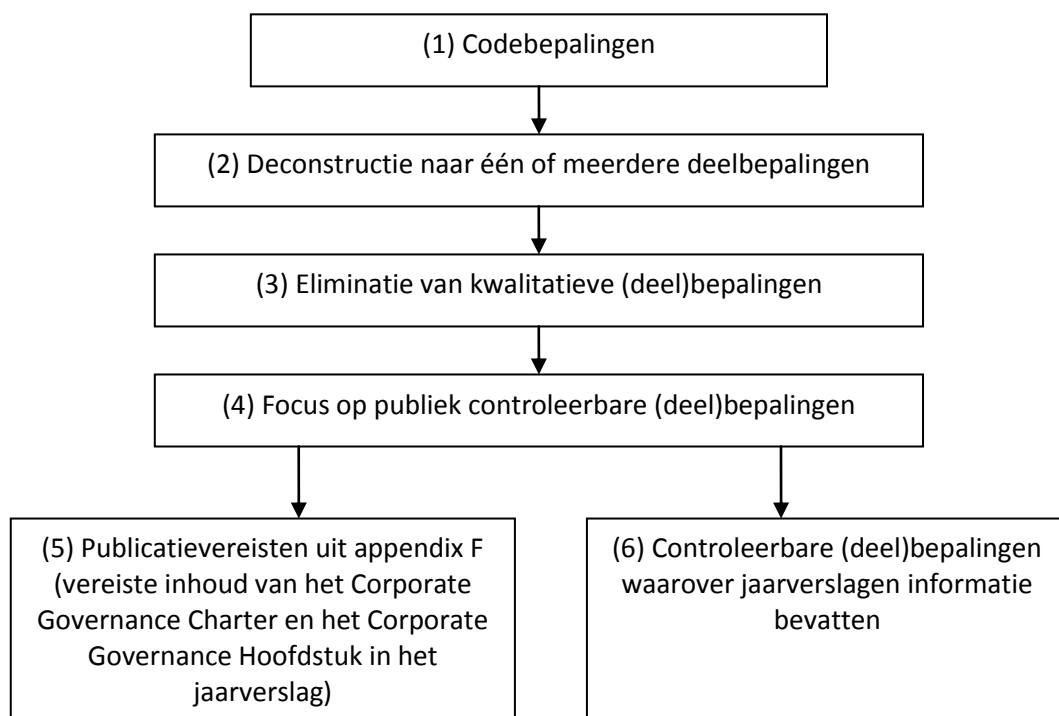 (1) Codebepalingen
(2) Deconstructie naar één of meerdere deelbepalingen
(3) Eliminatie van kwalitatieve (deel)bepalingen
(4) Focus op publiek controleerbare (deel)bepalingen
(5) Publicatievereisten uit appendix F
(vereiste inhoud van het Corporate
Governance Charter en het Corporate
Governance Hoofdstuk in het
jaarverslag)
(6) Controleerbare (deel)bepalingen
waarover jaarverslagen informatie
bevatten